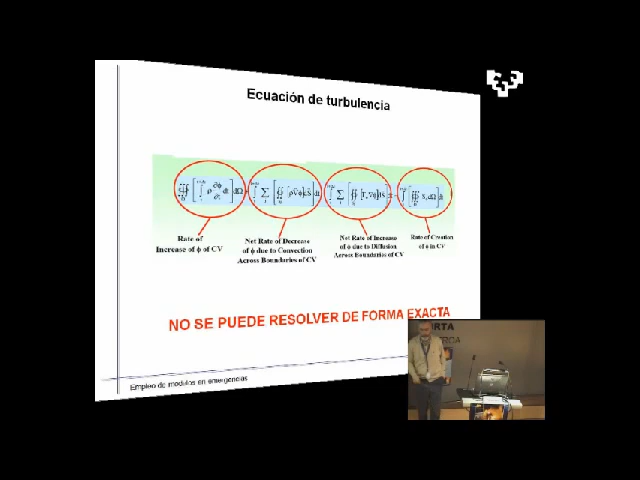 Ecuación de turbulencia
Rate of
Increase of ϕ of CV
Net Rate of Decrease
of ϕ due to Convection
Across Boundaries of CV
Net Rate of Increase
of ϕ due to Diffusion
Across Boundaries of CV
Rate of Creation
of ϕ in CV
NO SE PUEDE RESOLVER DE FORMA EXACTA
Empleo de modulos en emergencias